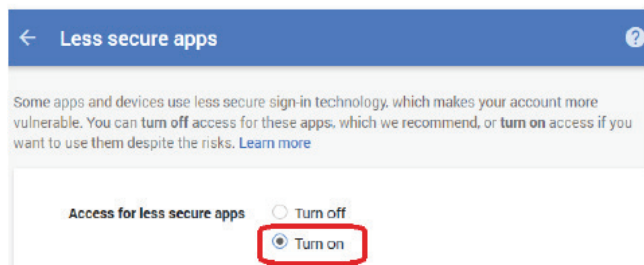 Less secure apps
Some apps and devices use less secure sign-in technology, which makes your account more
vulnerable. You can turn off access for these apps, which we recommend, or turn on access if you
want to use them despite the risks. Learn more
Access for less secure apps Turn off
Turn on